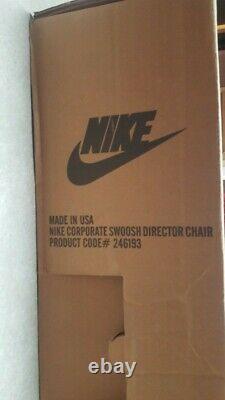 NIKE
MADE IN USA
NIKE CORPORATE SWOOSH DIRECTOR CHAIR
PRODUCT CODE# 246193